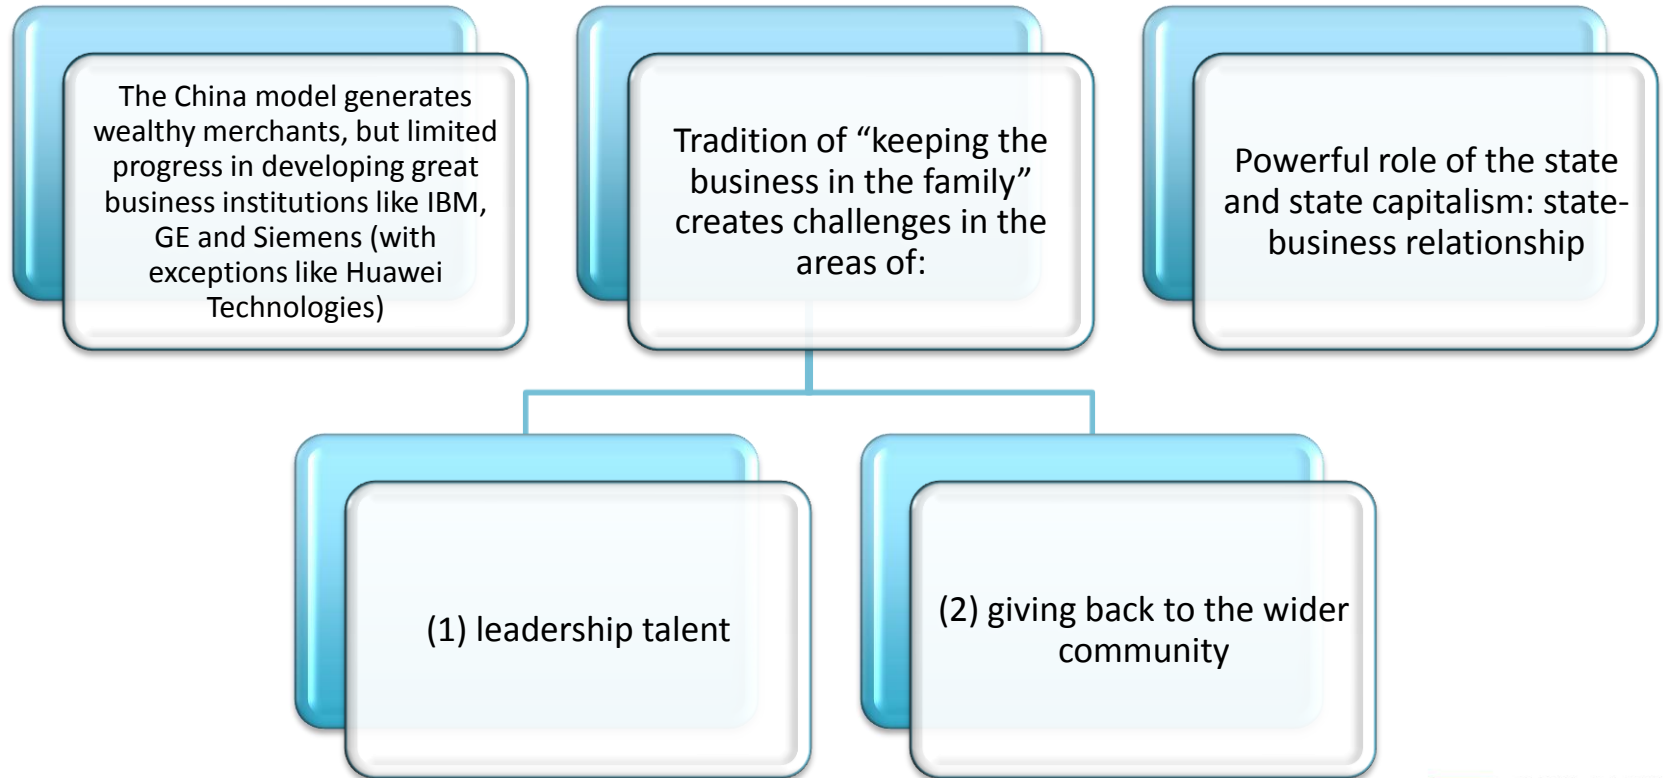 The China model generates
wealthy merchants, but limited
progress in developing great
business institutions like IBM,
GE and Siemens (with
exceptions like Huawei
Technologies)
Tradition of “keeping the
business in the family”
creates challenges in the
areas of:
Powerful role of the state
and state capitalism: state-
business relationship
(1) leadership talent
(2) giving back to the wider
community